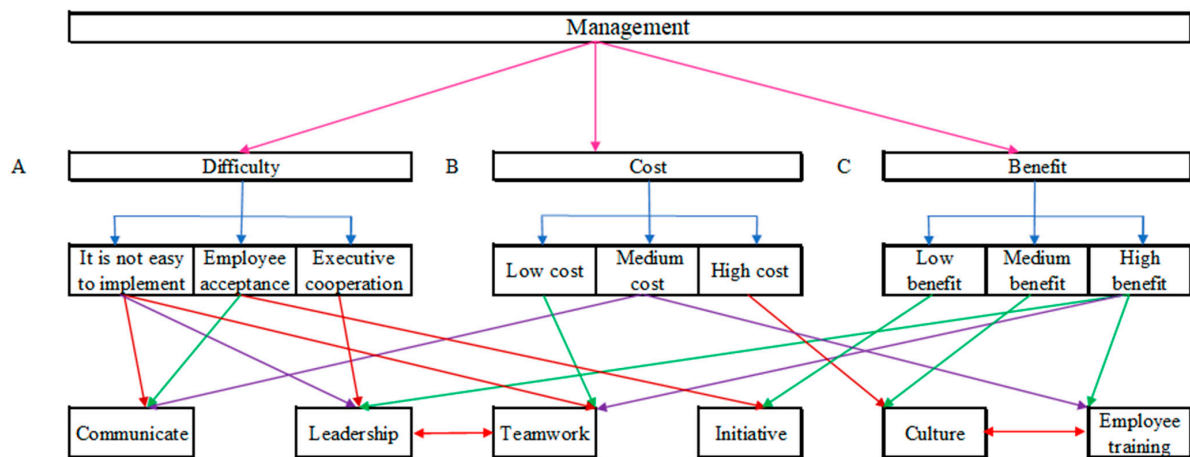 Management
A
Difficulty
B
Cost
C
Benefit
It is not easy
to implement
Employee
acceptance
Executive
cooperation
Low cost
Medium
cost
High cost
Low
benefit
Medium
benefit
High
benefit
Communicate
Leadership
Teamwork
Initiative
Culture
Employee
training